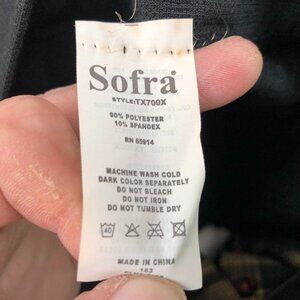 Sofra
STYLE:TX700X
90% POLYESTER
10% SPANDEX
RN 65914
MACHINE WASH COLD
DARK COLOR SEPARATELY
DO NOT BLEACH
DO NOT IRON
DO NOT TUMBLE DRY
40
MADE IN CHINA
163